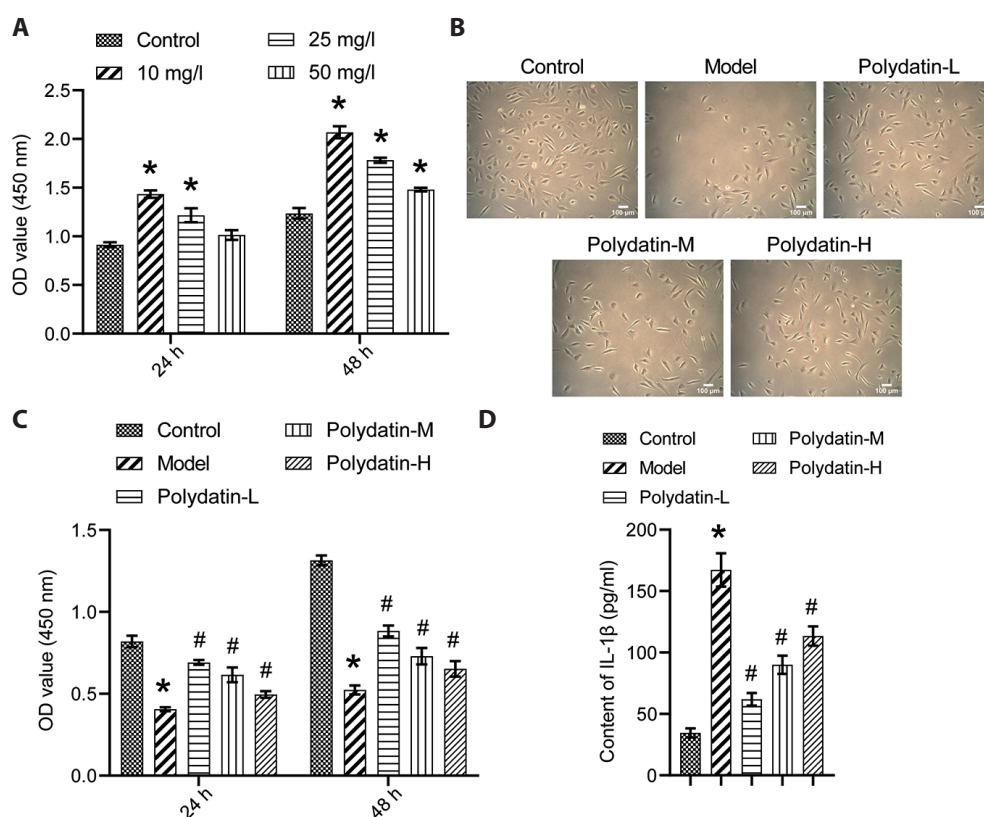 A
Control
25 mg/l
10 mg/l
50 mg/l
2.5
2.0
1.5
1.0
0.5
0.0
OD value (450 nm)
*
*
*
*
*
24 h
48 h
B
Control
Model
Polydatin-L
100 μm
100 μm
100 μm
Polydatin-M
Polydatin-H
100 μm
100 μm
C
Control
Polydatin-M
Model
Polydatin-H
Polydatin-L
1.5
1.0
0.5
0.0
OD value (450 nm)
*
#
#
#
*
#
#
#
24 h
48 h
D
Control
Polydatin-M
Model
Polydatin-H
Polydatin-L
200
150
100
50
0
Content of IL-1β (pg/ml)
*
#
#
#